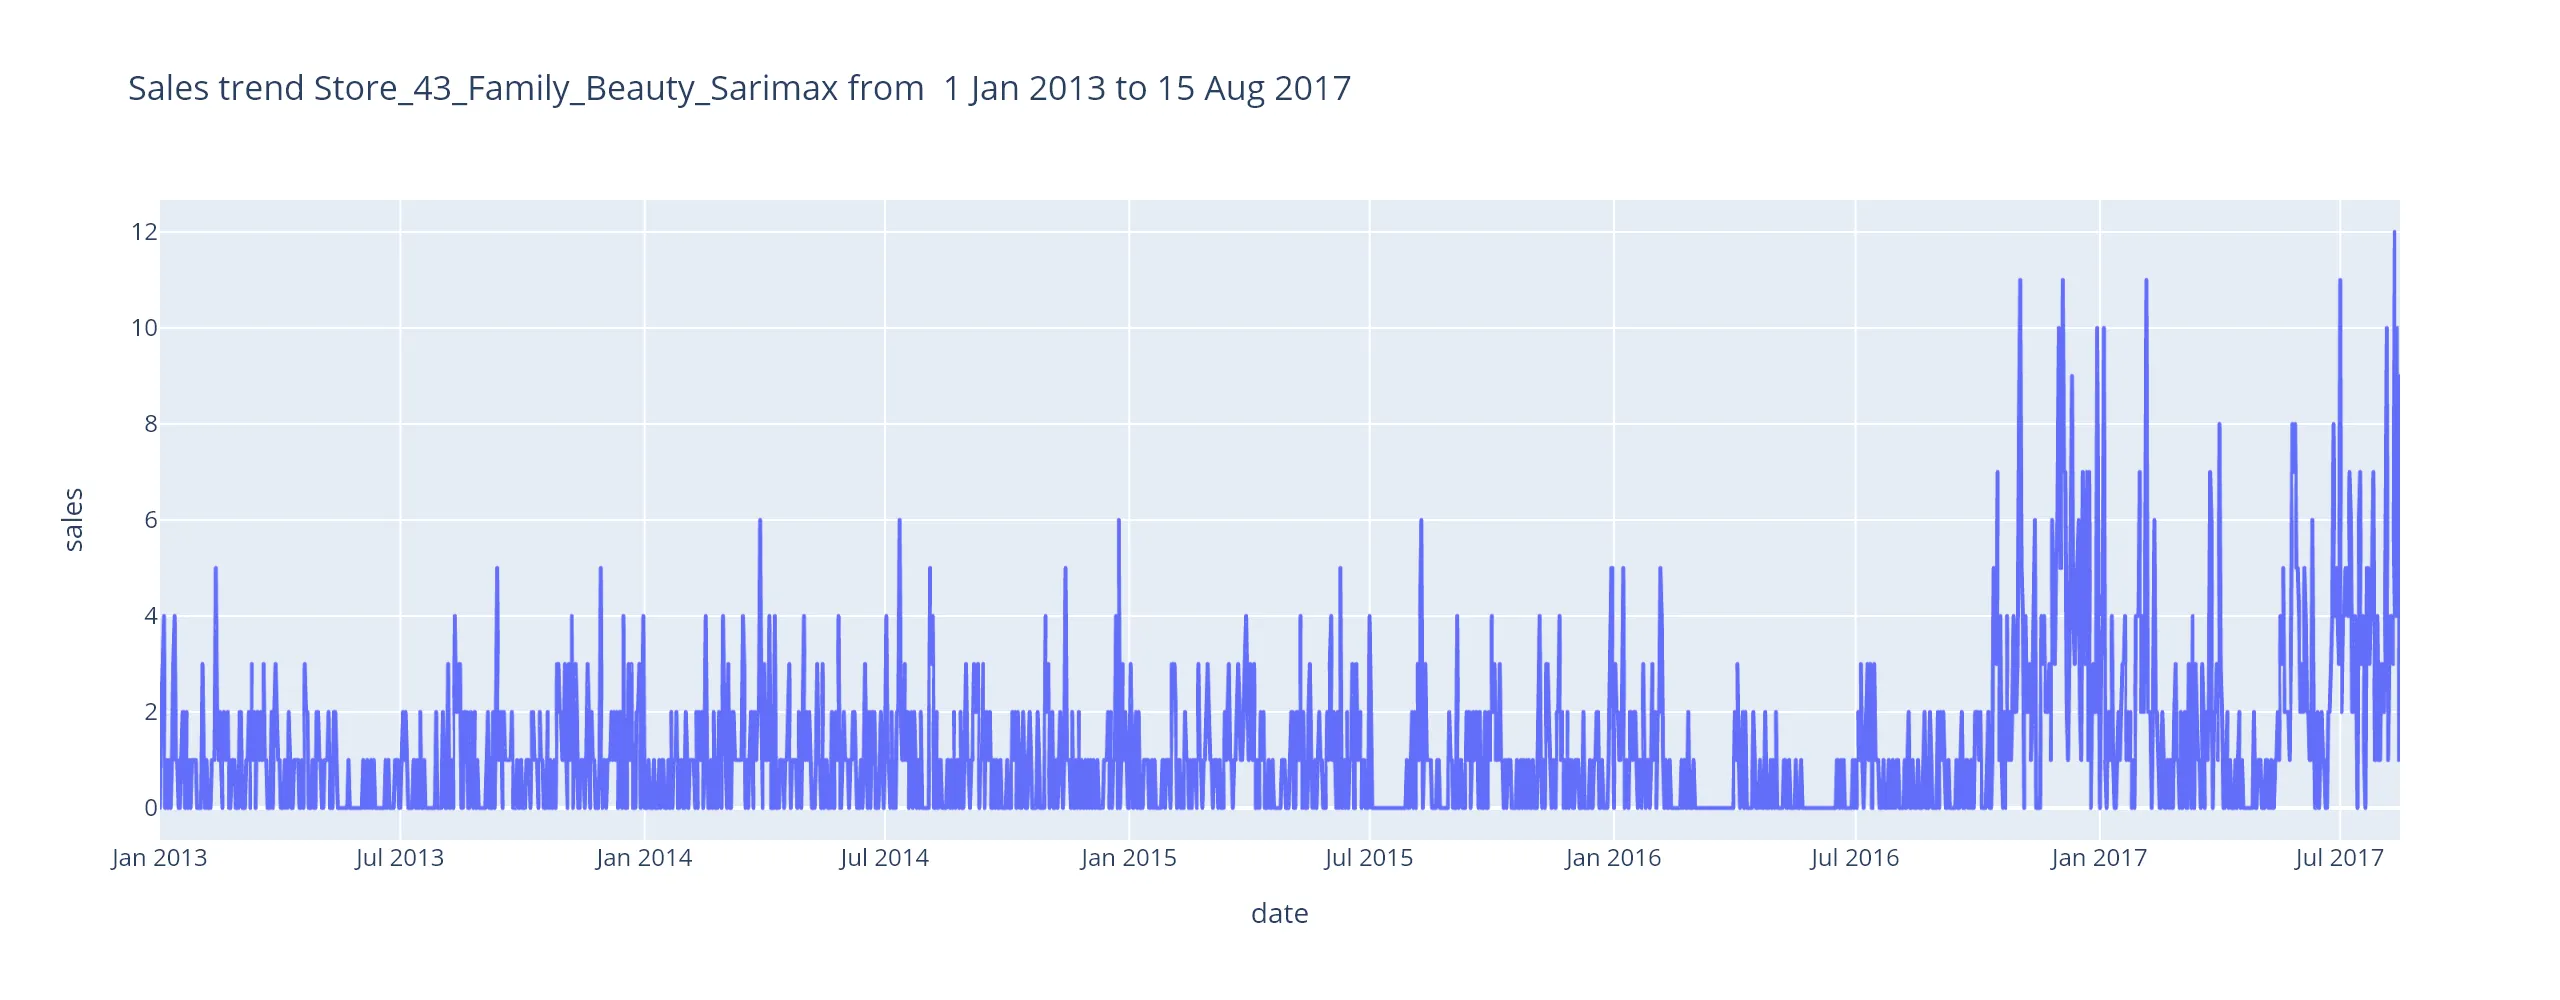 Sales trend Store_43_Family_Beauty_Sarimax from  1 Jan 2013 to 15 Aug 2017
12
10
8
6
4
2
0
sales
Jan 2013 Jul 2013 Jan 2014 Jul 2014 Jan 2015 Jul 2015 Jan 2016 Jul 2016 Jan 2017 Jul 2017
date